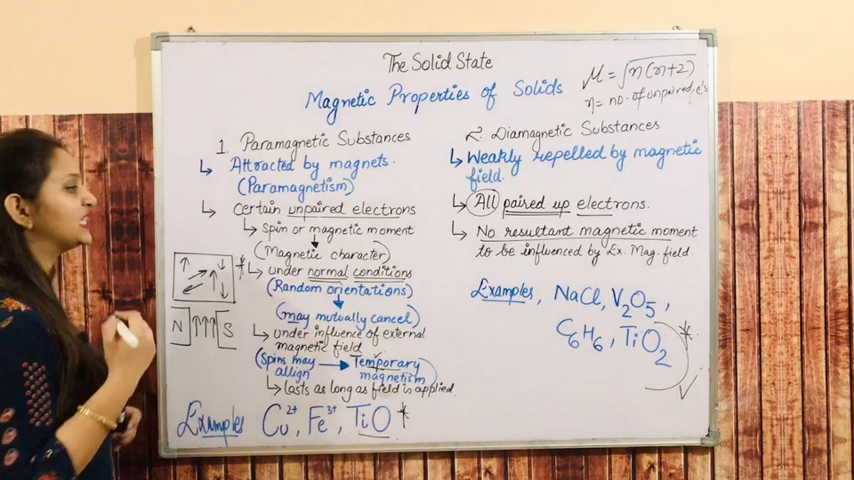 The Solid State
Magnetic Properties of Solids
μ = √n(n+2)
n = no. of unpaired e's
1. Paramagnetic Substances
↳ Attracted by magnets.
(Paramagnetism)
↳ Certain unpaired electrons
↳ spin or magnetic moment
(Magnetic character)
↳ under normal conditions
(Random orientations)
(may mutually cancel)
↳ under influence of external
magnetic field
(Spins may → Temporary
allign) magnetism
↳ lasts as long as field is applied.
N ↑↑↑ S
Examples Cu²⁺, Fe³⁺, TiO *
2. Diamagnetic Substances
↳ Weakly repelled by magnetic
field.
↳ All paired up electrons.
↳ No resultant magnetic moment
to be influenced by Ex. Mag. field.
Examples, NaCl, V₂O₅,
C₆H₆, TiO₂ *